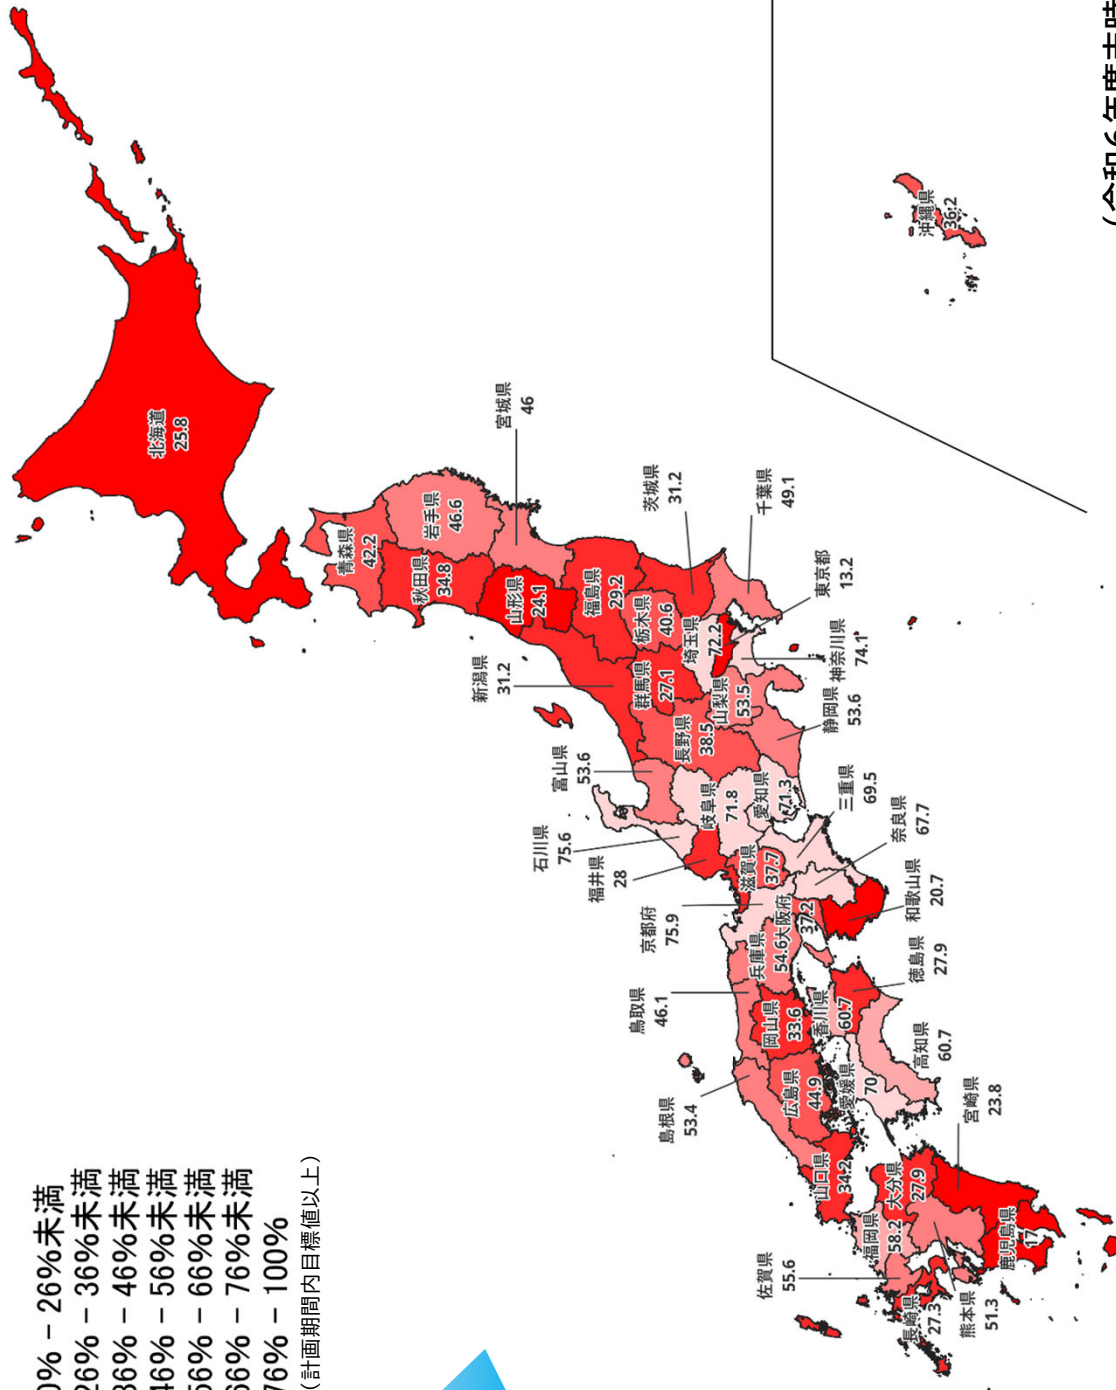 (令和6年度末時
0% – 26%未満
26% – 36%未満
36% – 46%未満
46% – 56%未満
56% – 66%未満
66% – 76%未満
76% – 100%
(計画期間内目標値以上)
北海道
25.8
青森県
42.2
岩手県
46.6
宮城県
46
秋田県
34.8
山形県
24.1
福島県
29.2
茨城県
31.2
栃木県
40.6
群馬県
27.1
埼玉県
72.2
千葉県
49.1
東京都
13.2
神奈川県
74.1
新潟県
31.2
富山県
53.6
石川県
75.6
福井県
28
山梨県
53.5
長野県
38.5
岐阜県
71.8
静岡県
53.6
愛知県
71.3
三重県
69.5
滋賀県
37.7
京都府
75.9
大阪府
37.2
兵庫県
54.6
奈良県
67.7
和歌山県
20.7
鳥取県
46.1
島根県
53.4
岡山県
33.6
広島県
44.9
山口県
34.2
徳島県
27.9
香川県
60.7
愛媛県
70
高知県
60.7
福岡県
58.2
佐賀県
55.6
長崎県
27.3
熊本県
51.3
大分県
27.9
宮崎県
23.8
鹿児島県
17
沖縄県
36.2